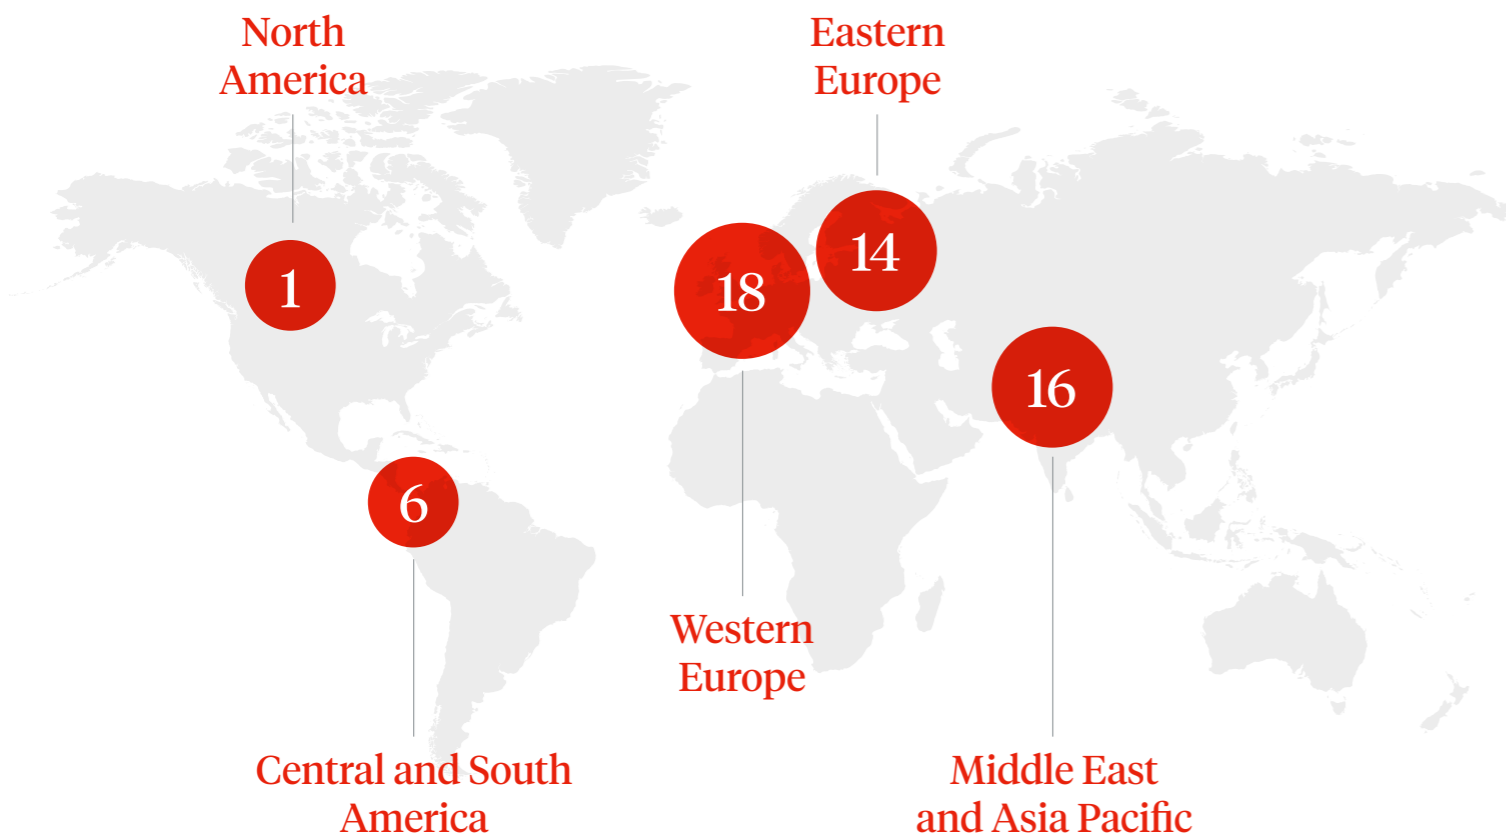 North
America
Eastern
Europe
1
18
14
16
6
Western
Europe
Central and South
America
Middle East
and Asia Pacific